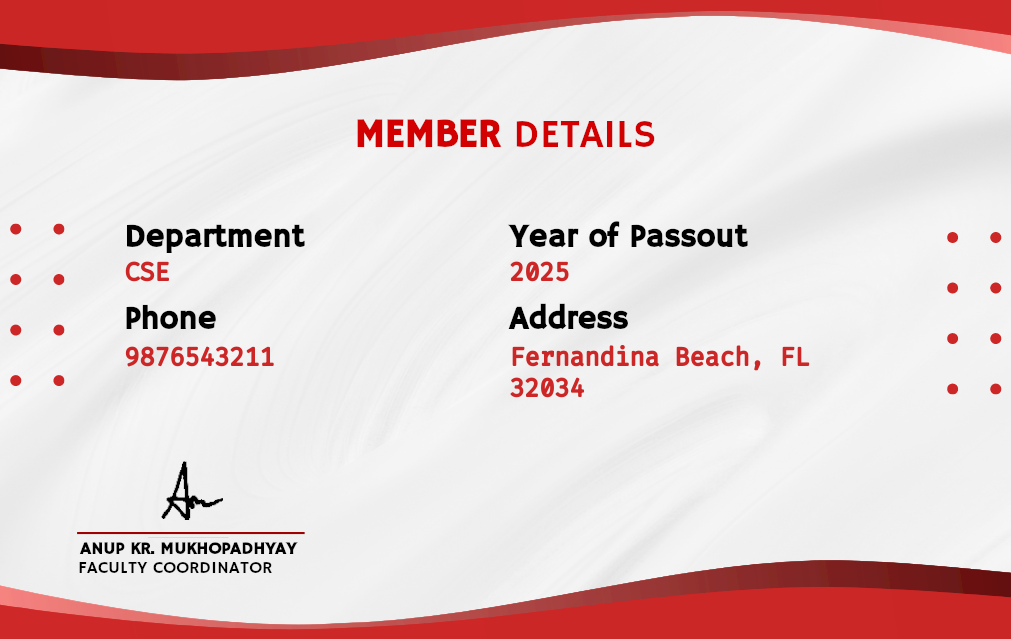 MEMBER DETAILS
Department
CSE
Phone
9876543211
Year of Passout
2025
Address
Fernandina Beach, FL
32034
ANUP KR. MUKHOPADHYAY
FACULTY COORDINATOR